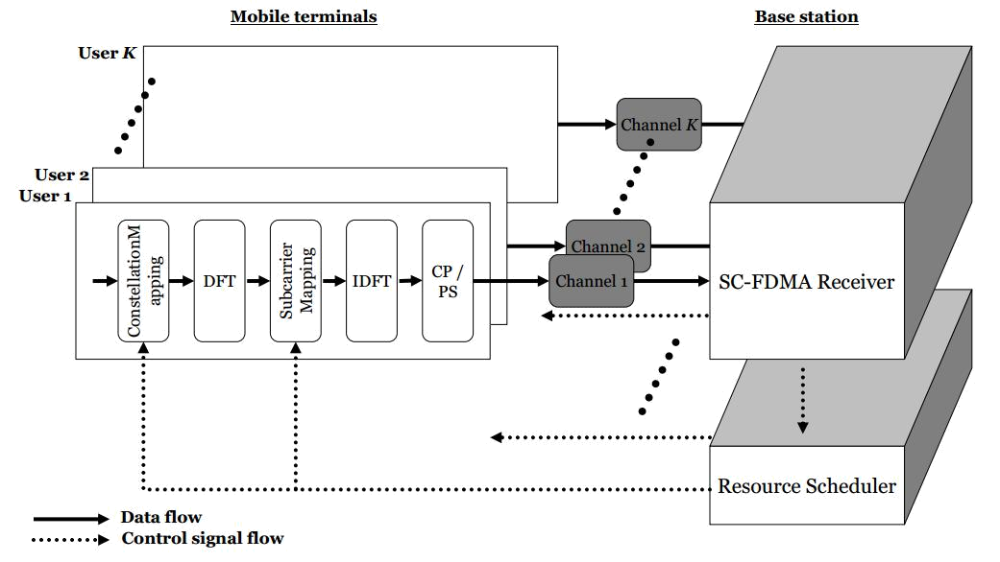 Mobile terminals
Base station
User K
Channel K
User 2
User 1
ConstellationM
apping
DFT
Subcarrier
Mapping
IDFT
CP /
PS
Channel 2
Channel 1
SC-FDMA Receiver
Resource Scheduler
Data flow
Control signal flow